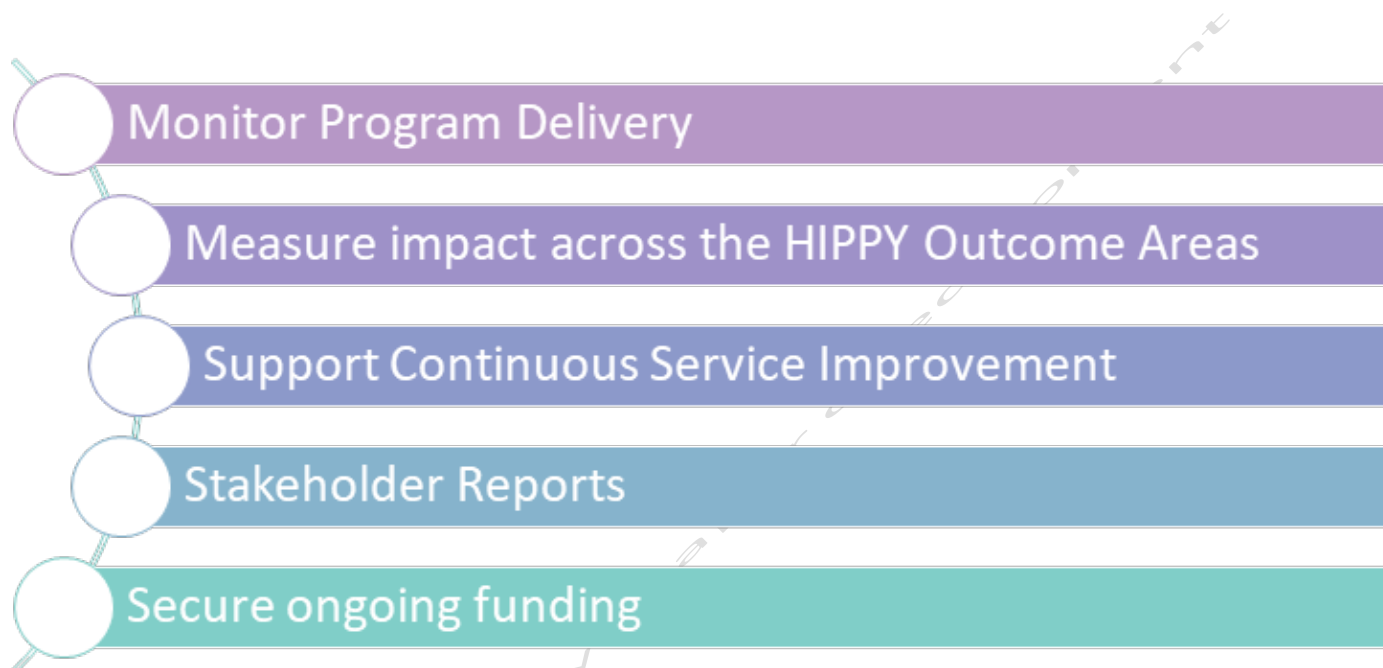 Monitor Program Delivery
Measure impact across the HIPPY Outcome Areas
Support Continuous Service Improvement
Stakeholder Reports
Secure ongoing funding